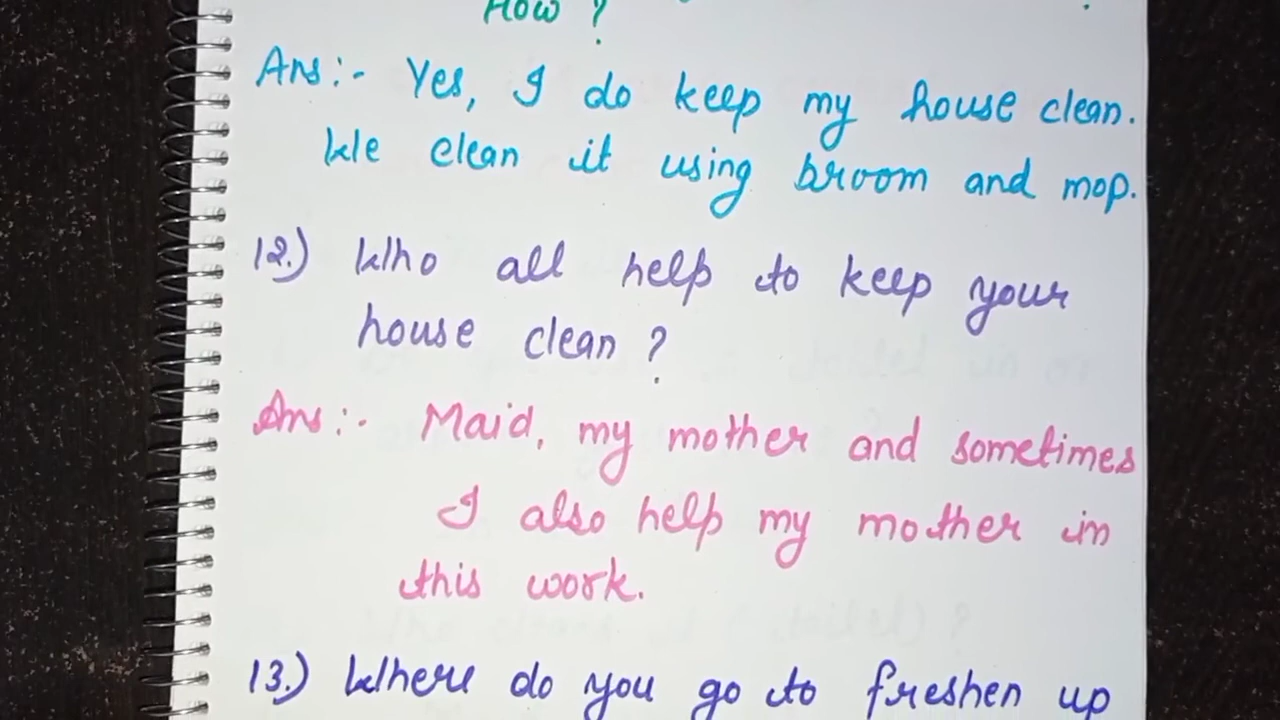 How ?
Ans :- Yes, I do keep my house clean.
We clean it using broom and mop.
12.) Who all help to keep your
house clean ?
Ans :- Maid, my mother and sometimes
I also help my mother in
this work.
13.) Where do you go to freshen up